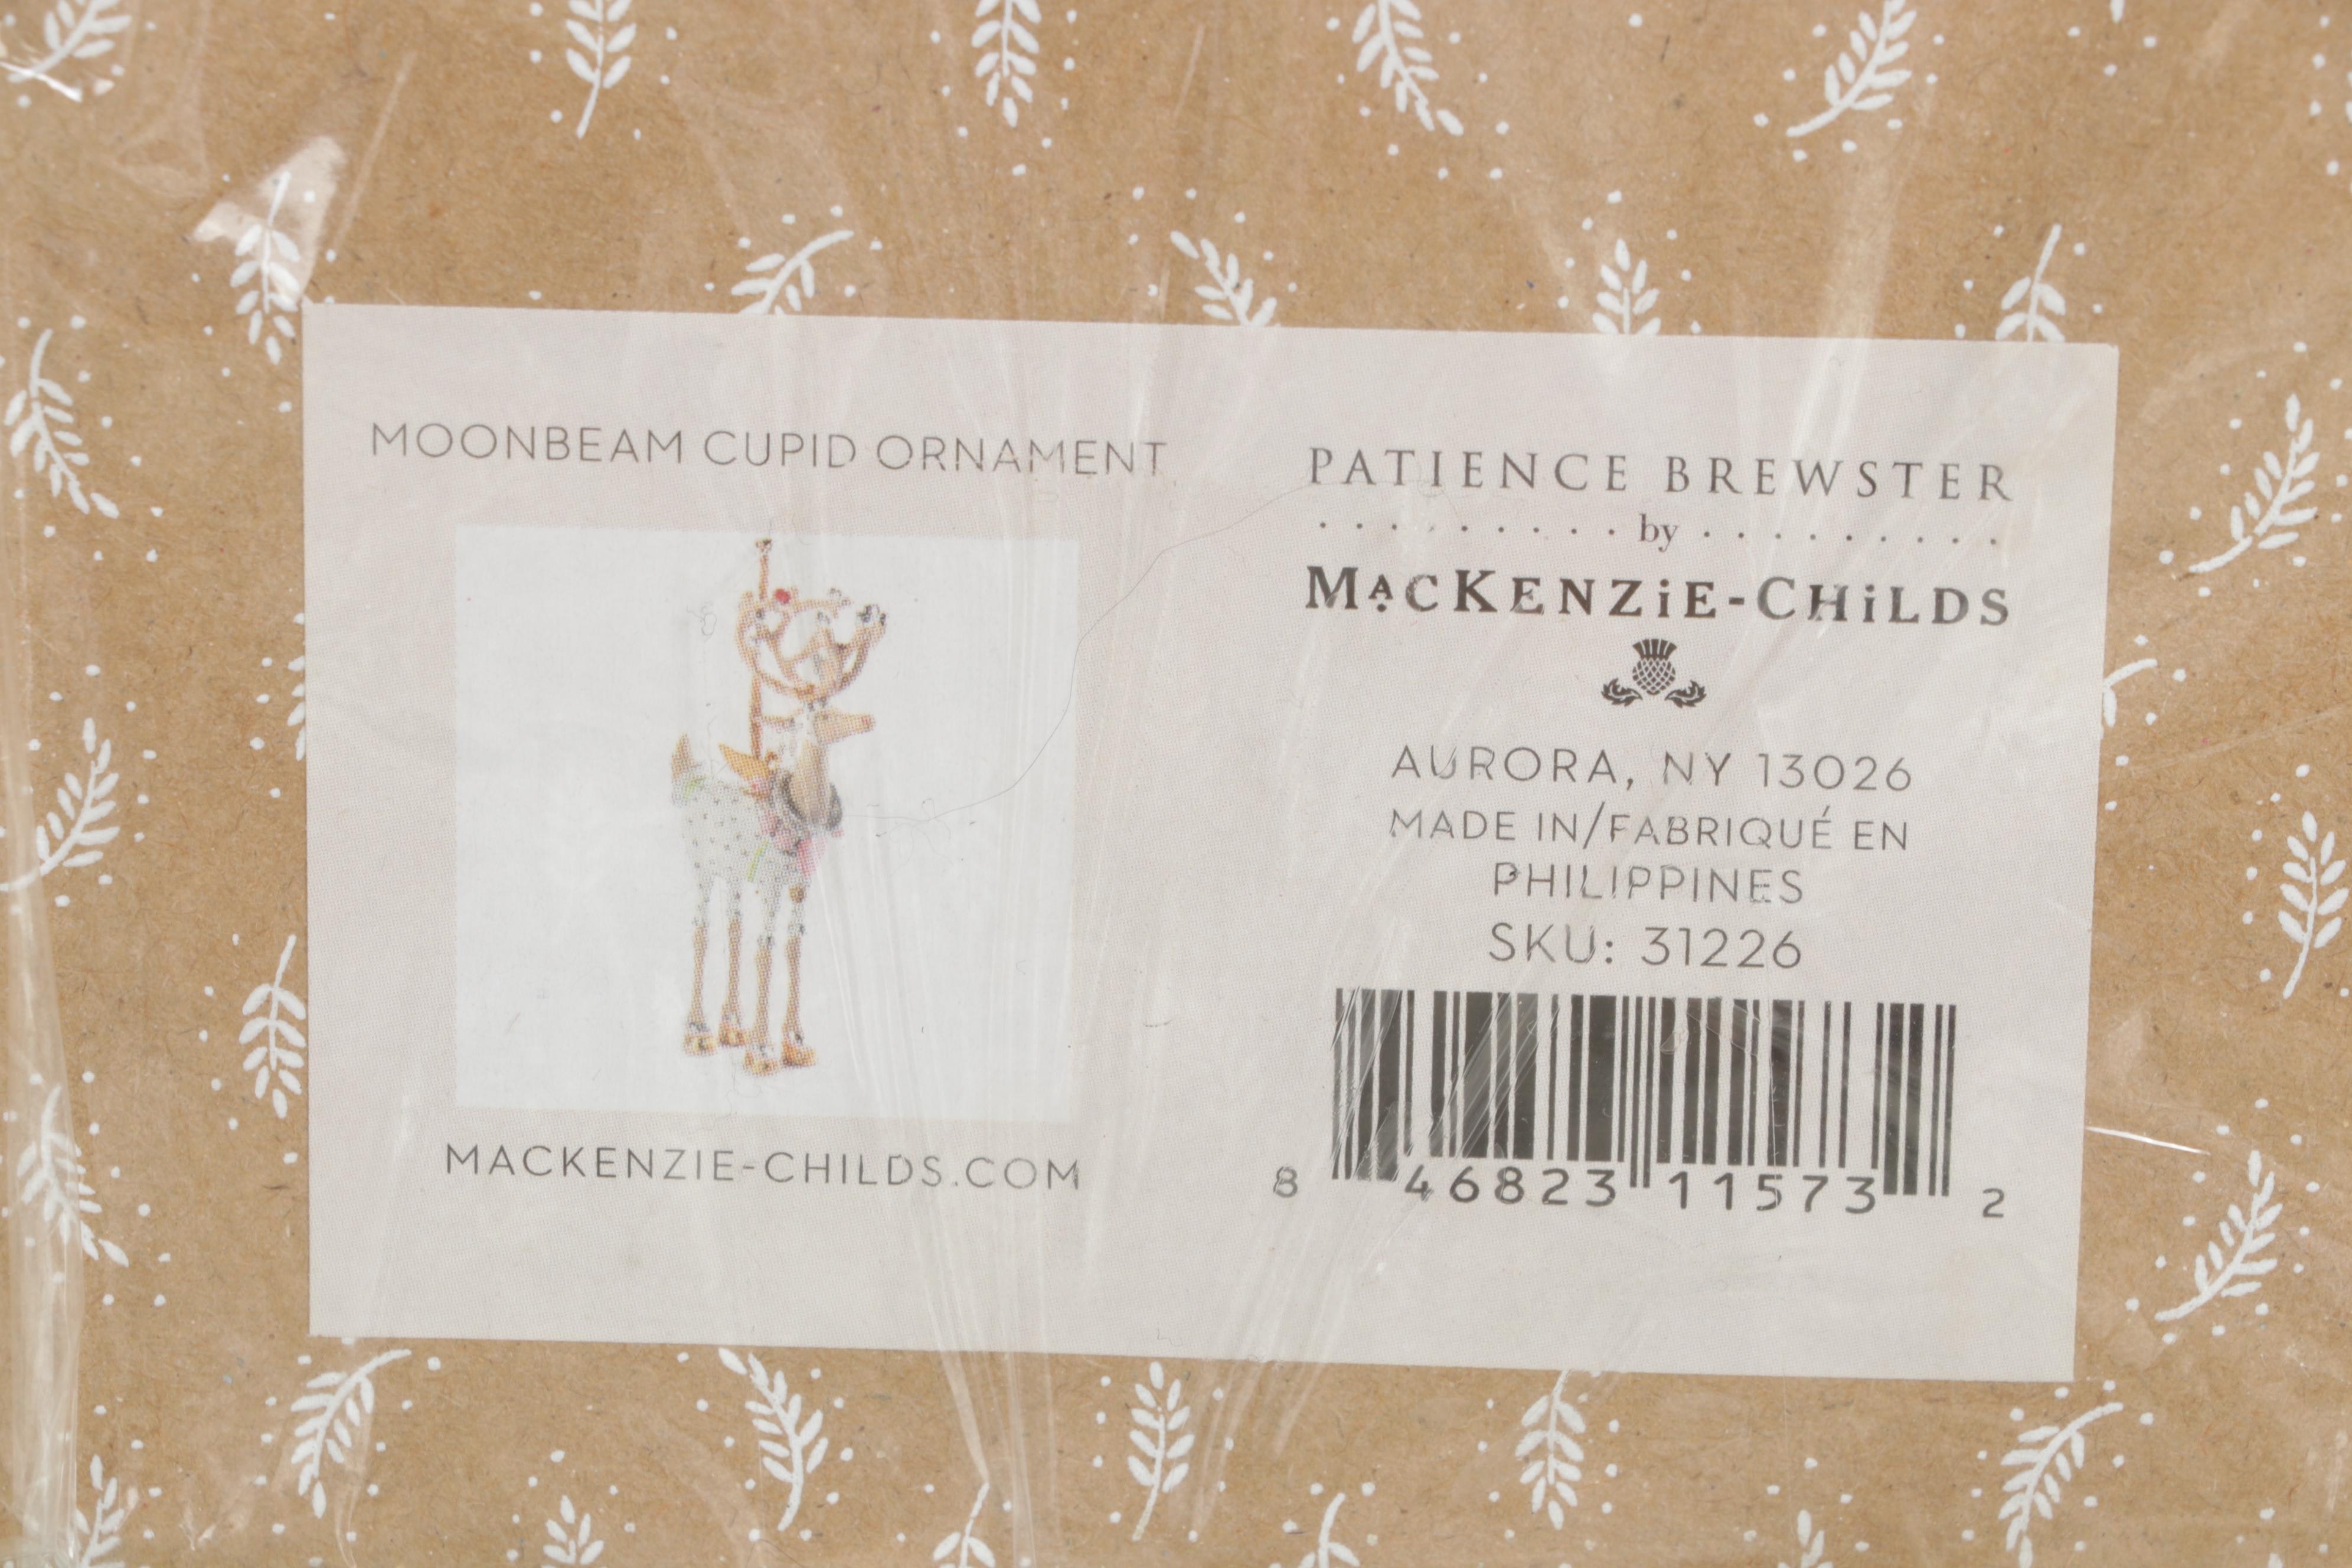 MOONBEAM CUPID ORNAMENT
MACKENZIE-CHILDS.COM
PATIENCE BREWSTER
by
MACKENZiE-CHiLDS
AURORA, NY 13026
MADE IN/FABRIQUÉ EN
PHILIPPINES
SKU: 31226
8 46823 11573 2